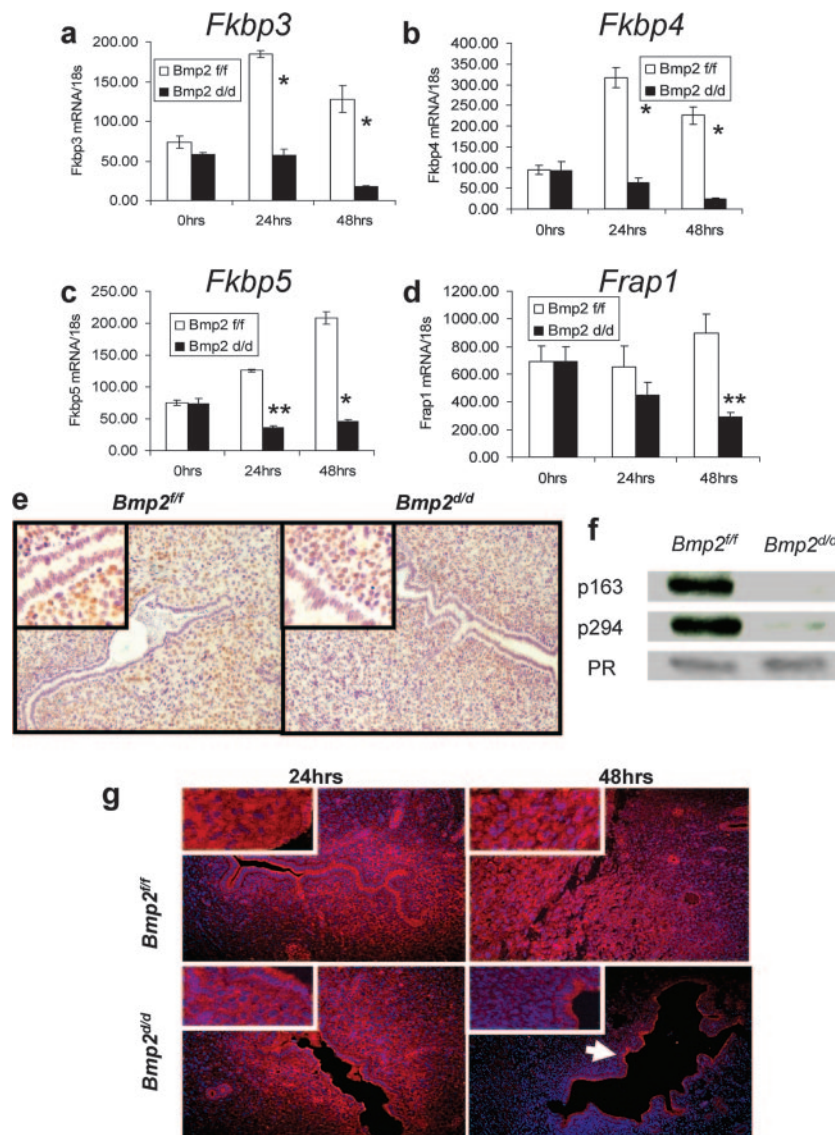 a
Fkbp3
Fkbp3 mRNA/18s
200.00
150.00
100.00
50.00
0.00
Bmp2 f/f
Bmp2 d/d
*
*
0hrs 24hrs 48hrs
b
Fkbp4
Fkbp4 mRNA/18s
400.00
350.00
300.00
250.00
200.00
150.00
100.00
50.00
0.00
Bmp2 f/f
Bmp2 d/d
*
*
0hrs 24hrs 48hrs
c
Fkbp5
Fkbp5 mRNA/18s
250.00
200.00
150.00
100.00
50.00
0.00
Bmp2 f/f
Bmp2 d/d
**
*
0hrs 24hrs 48hrs
d
Frap1
Frap1 mRNA/18s
1200.00
1000.00
800.00
600.00
400.00
200.00
0.00
Bmp2 f/f
Bmp2 d/d
**
0hrs 24hrs 48hrs
e
Bmp2f/f Bmp2d/d
f
Bmp2f/f Bmp2d/d
p163
p294
PR
g
24hrs 48hrs
Bmp2f/f
Bmp2d/d